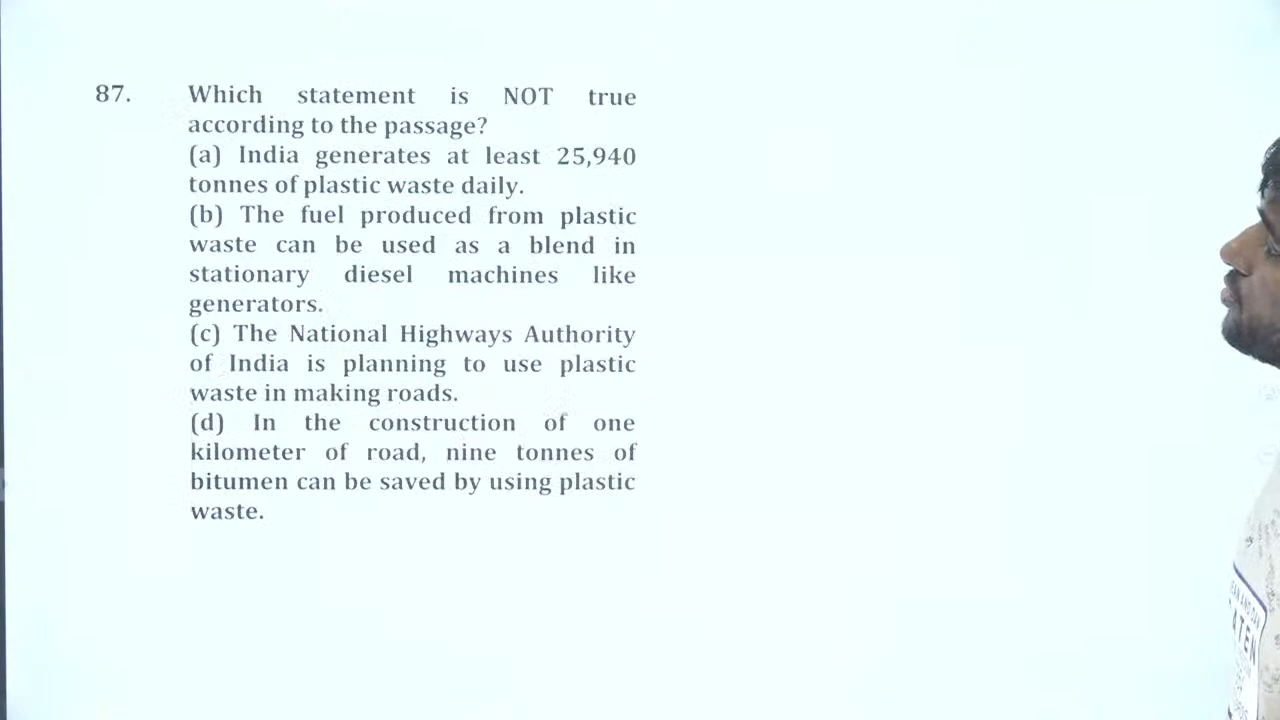 87. Which statement is NOT true
according to the passage?
(a) India generates at least 25,940
tonnes of plastic waste daily.
(b) The fuel produced from plastic
waste can be used as a blend in
stationary diesel machines like
generators.
(c) The National Highways Authority
of India is planning to use plastic
waste in making roads.
(d) In the construction of one
kilometer of road, nine tonnes of
bitumen can be saved by using plastic
waste.